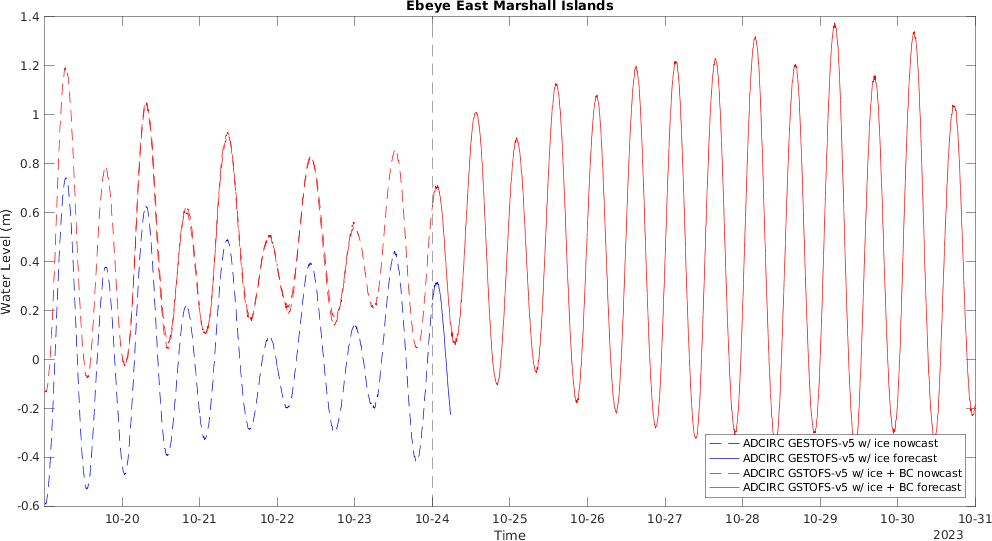 Ebeye East Marshall Islands
1.4
1.2
1
0.8
0.6
0.4
0.2
0
-0.2
-0.4
-0.6
Water Level (m)
ADCIRC GESTOFS-v5 w/ ice nowcast
ADCIRC GESTOFS-v5 w/ ice forecast
ADCIRC GSTOFS-v5 w/ ice + BC nowcast
ADCIRC GSTOFS-v5 w/ ice + BC forecast
10-20 10-21 10-22 10-23 10-24 10-25 10-26 10-27 10-28 10-29 10-30 10-31
Time
2023